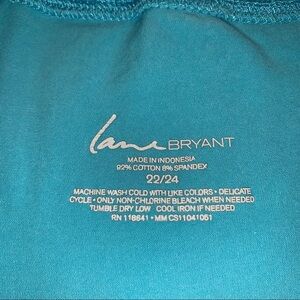 Lane BRYANT
MADE IN INDONESIA
92% COTTON 8% SPANDEX
22/24
MACHINE WASH COLD WITH LIKE COLORS • DELICATE
CYCLE • ONLY NON-CHLORINE BLEACH WHEN NEEDED
TUMBLE DRY LOW COOL IRON IF NEEDED
RN 118641 • MM CS11041051